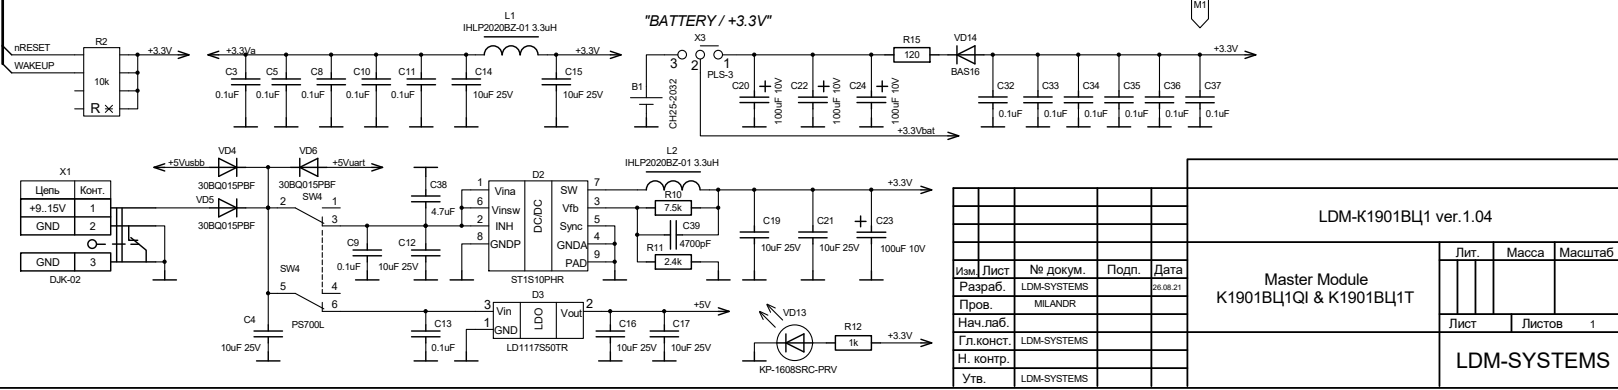 M1
nRESET
WAKEUP
R2
10k
R
+3.3V
+3.3Va
L1
IHLP2020BZ-01 3.3uH
+3.3V
C3
0.1uF
C5
0.1uF
C8
0.1uF
C10
0.1uF
C11
0.1uF
C14
10uF 25V
C15
10uF 25V
"BATTERY / +3.3V"
X3
3 2 1
PLS-3
B1
CH25-2032
C20
100uF 10V
C22
100uF 10V
C24
100uF 10V
R15
120
VD14
BAS16
+3.3V
+3.3Vbat
C32
0.1uF
C33
0.1uF
C34
0.1uF
C35
0.1uF
C36
0.1uF
C37
0.1uF
X1
Цепь Конт.
+9..15V 1
GND 2
GND 3
DJK-02
+5Vusbb
VD4
30BQ015PBF
VD6
30BQ015PBF
+5Vuart
VD5
30BQ015PBF
SW4
2 1
3
C9
0.1uF
C12
10uF 25V
C38
4.7uF
SW4
5 4
6
PS700L
C4
10uF 25V
C13
0.1uF
D2
1 Vina
6 Vinsw
2 INH
8 GNDP
DC/DC
SW 7
Vfb 3
Sync 5
GNDA 4
PAD 9
ST1S10PHR
L2
IHLP2020BZ-01 3.3uH
R10
7.5k
C39
4700pF
R11
2.4k
+3.3V
C19
10uF 25V
C21
10uF 25V
C23
100uF 10V
D3
3 Vin
1 GND
LDO
Vout 2
LD1117S50TR
+5V
C16
10uF 25V
C17
10uF 25V
VD13
KP-1608SRC-PRV
R12
1k
+3.3V
LDM-K1901ВЦ1 ver.1.04
Изм. Лист № докум. Подп. Дата
Разраб. LDM-SYSTEMS 26.08.21
Пров. MILANDR
Нач.лаб.
Гл.конст. LDM-SYSTEMS
Н. контр.
Утв. LDM-SYSTEMS
Master Module
K1901ВЦ1QI & K1901ВЦ1Т
Лит. Масса Масштаб
Лист Листов 1
LDM-SYSTEMS